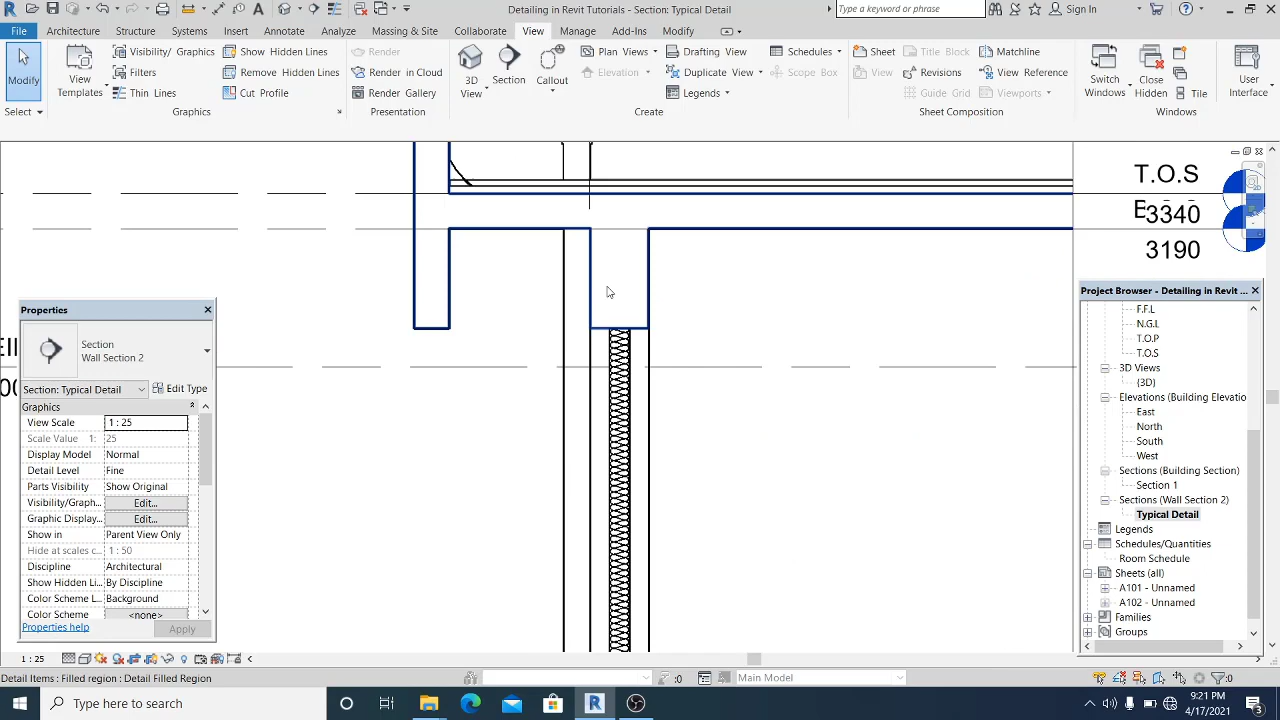 Detailing in Revit Tutorials - Section: Typical Detail
Type a keyword or phrase
Sign In
File Architecture Structure Systems Insert Annotate Analyze Massing & Site Collaborate View Manage Add-Ins Modify
Modify
View Templates
Visibility/ Graphics
Filters
Thin Lines
Show Hidden Lines
Remove Hidden Lines
Cut Profile
Render
Render in Cloud
Render Gallery
3D View
Section
Callout
Plan Views
Elevation
Drafting View
Duplicate View
Legends
Schedules
Scope Box
Sheet
View
Title Block
Revisions
Guide Grid
Matchline
View Reference
Viewports
Switch Windows
Close Hidden
Tile
User Interface
Select
Graphics
Presentation
Create
Sheet Composition
Windows
T.O.S
3340
3190
Properties
Section
Wall Section 2
Section: Typical Detail
Edit Type
Graphics
View Scale 1 : 25
Scale Value 1: 25
Display Model Normal
Detail Level Fine
Parts Visibility Show Original
Visibility/Graph... Edit...
Graphic Display... Edit...
Show in Parent View Only
Hide at scales c... 1 : 50
Discipline Architectural
Show Hidden Li... By Discipline
Color Scheme L... Background
Color Scheme <none>
Properties help
Apply
Project Browser - Detailing in Revit ...
F.F.L
N.G.L
T.O.P
T.O.S
3D Views
{3D}
Elevations (Building Elevatio
East
North
South
West
Sections (Building Section)
Section 1
Sections (Wall Section 2)
Typical Detail
Legends
Schedules/Quantities
Room Schedule
Sheets (all)
A101 - Unnamed
A102 - Unnamed
Families
Groups
1 : 25
Detail Items : Filled region : Detail Filled Region
:0
Main Model
:0
Type here to search
9:21 PM
4/17/2021
3